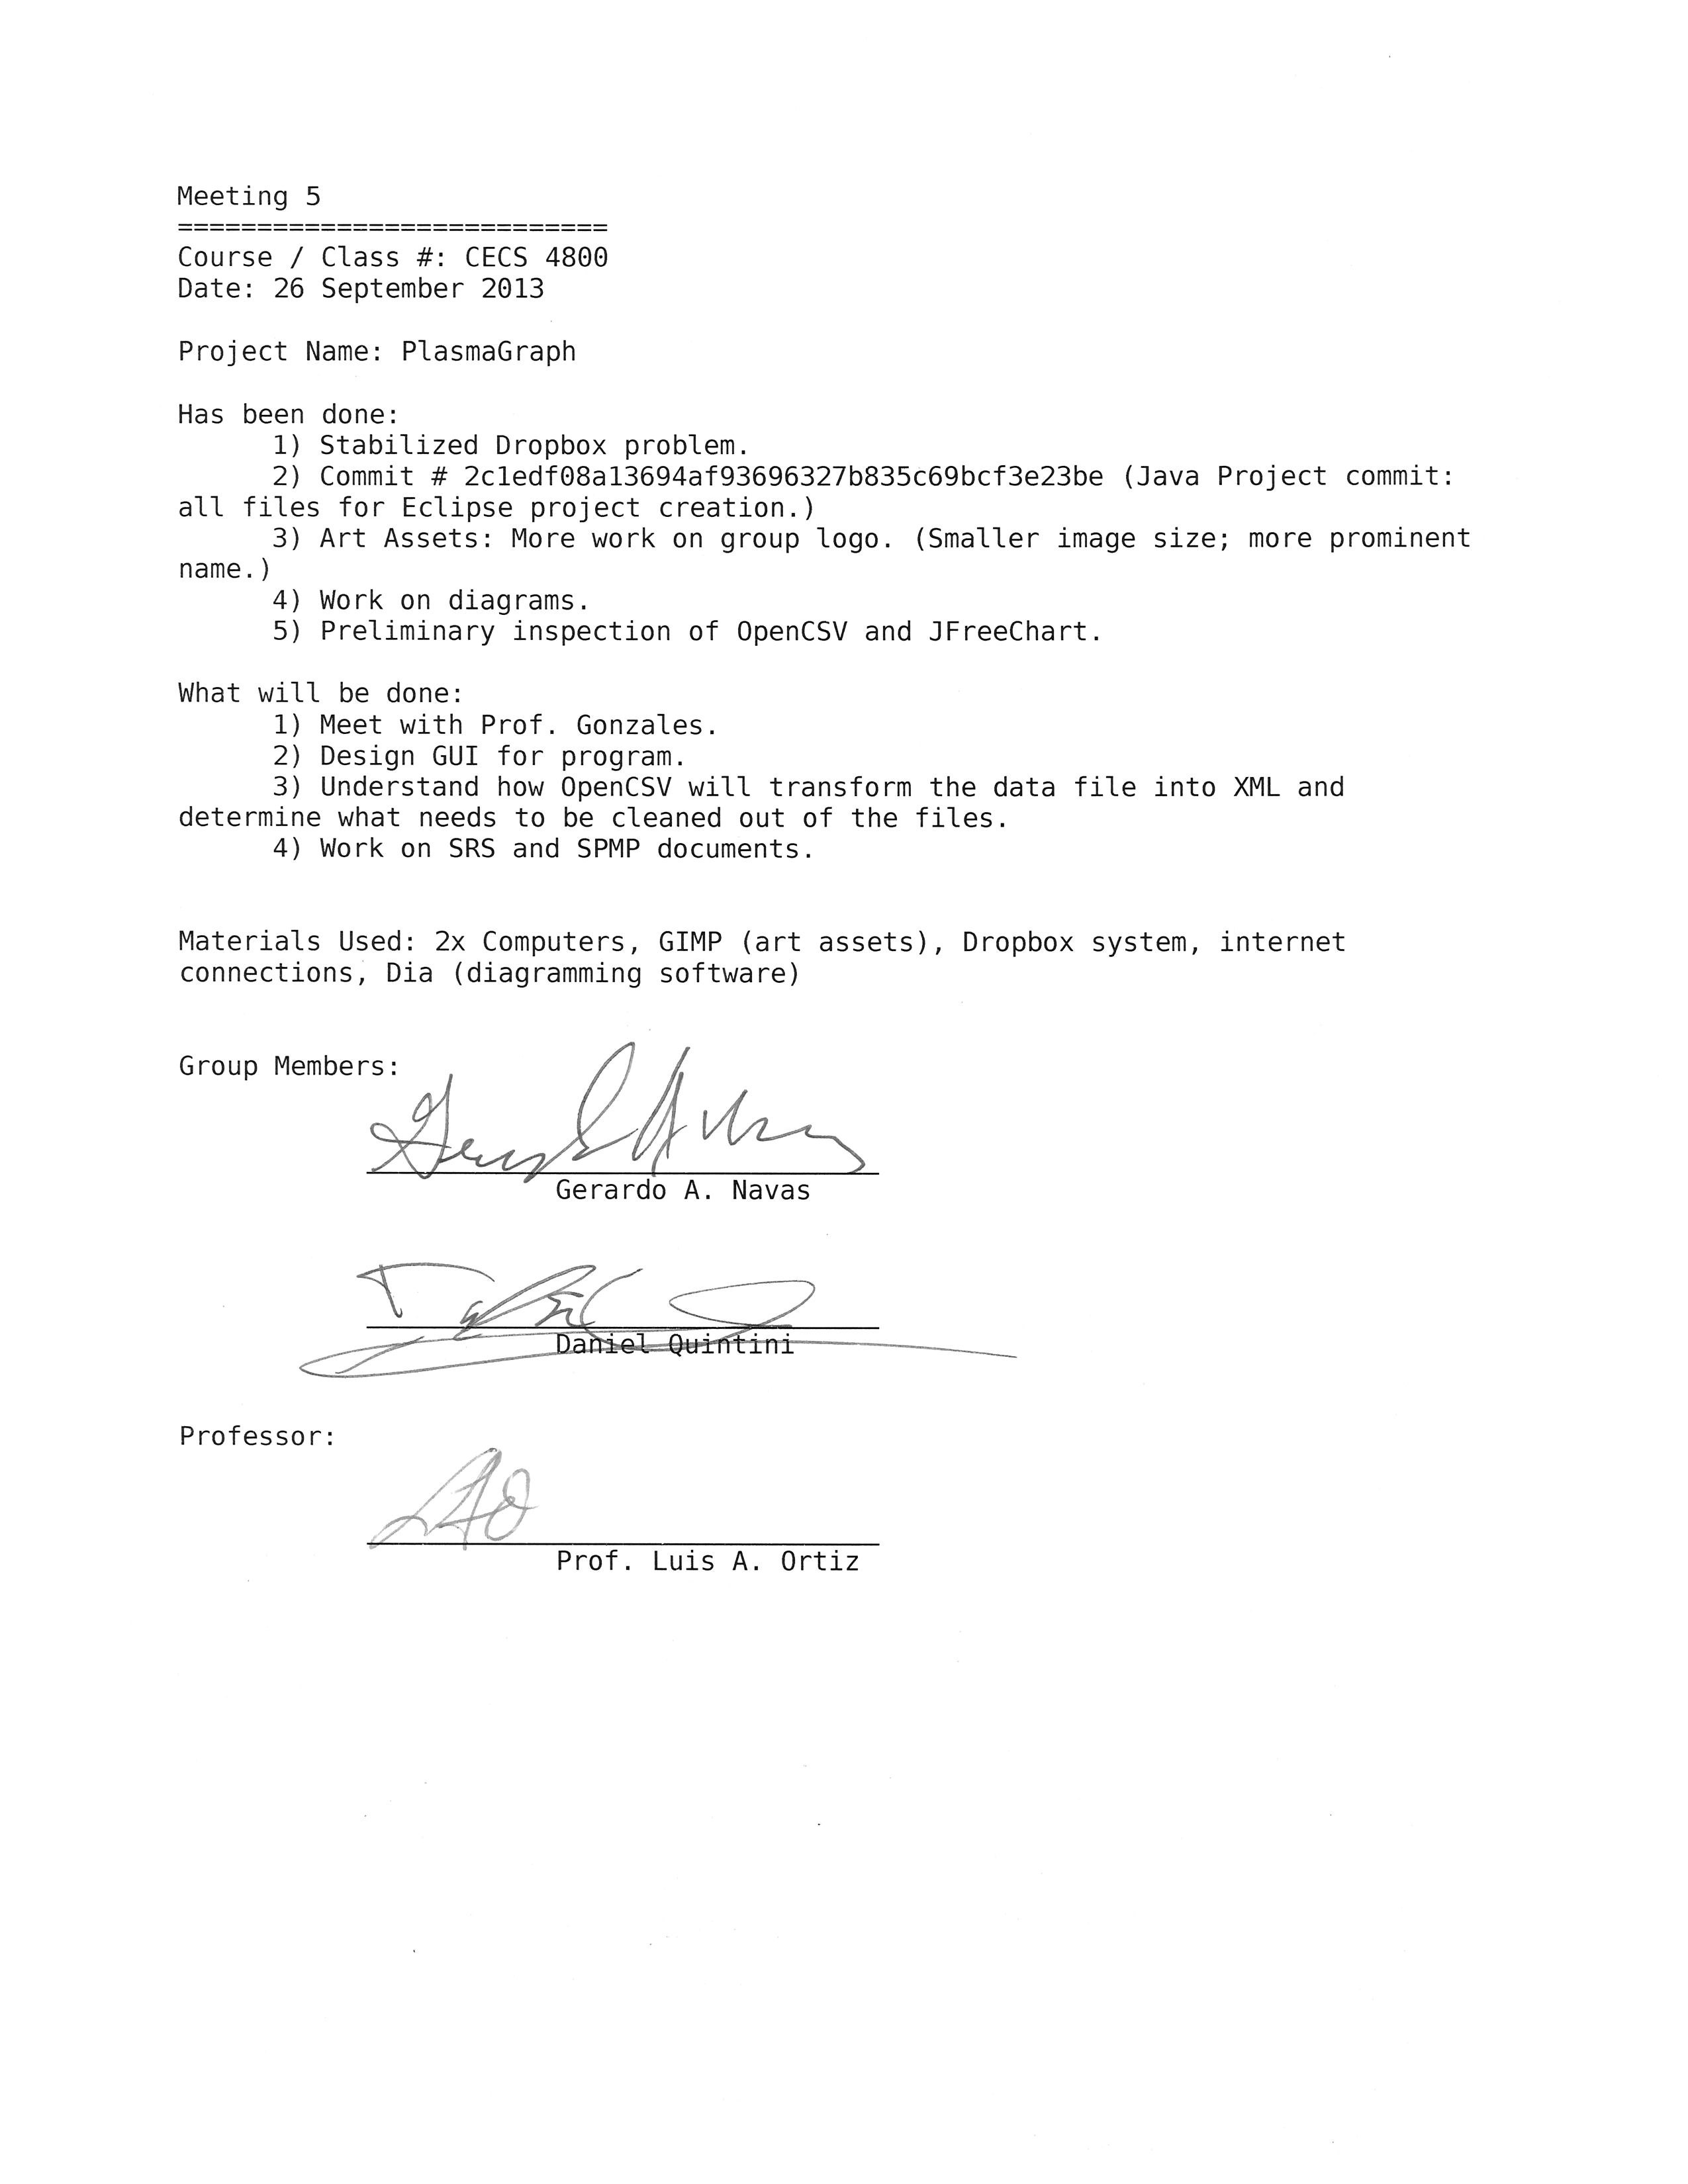 Meeting 5
===========================
Course / Class #: CECS 4800
Date: 26 September 2013
Project Name: PlasmaGraph
Has been done:
1) Stabilized Dropbox problem.
2) Commit # 2c1edf08a13694af93696327b835c69bcf3e23be (Java Project commit:
all files for Eclipse project creation.)
3) Art Assets: More work on group logo. (Smaller image size; more prominent
name.)
4) Work on diagrams.
5) Preliminary inspection of OpenCSV and JFreeChart.
What will be done:
1) Meet with Prof. Gonzales.
2) Design GUI for program.
3) Understand how OpenCSV will transform the data file into XML and
determine what needs to be cleaned out of the files.
4) Work on SRS and SPMP documents.
Materials Used: 2x Computers, GIMP (art assets), Dropbox system, internet
connections, Dia (diagramming software)
Group Members:
Gerardo A. Navas
Daniel Quintini
Professor:
Prof. Luis A. Ortiz